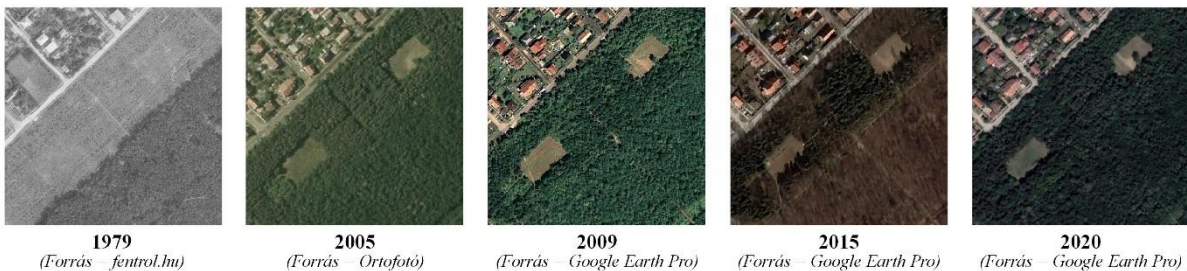 1979
(Forrás – fentrol.hu)
2005
(Forrás – Ortofotó)
2009
(Forrás – Google Earth Pro)
2015
(Forrás – Google Earth Pro)
2020
(Forrás – Google Earth Pro)